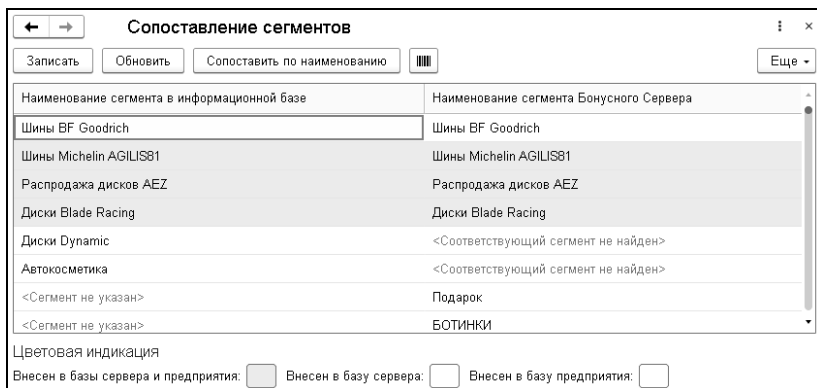 Сопоставление сегментов
Записать Обновить Сопоставить по наименованию Еще
Наименование сегмента в информационной базе Наименование сегмента Бонусного Сервера
Шины BF Goodrich Шины BF Goodrich
Шины Michelin AGILIS81 Шины Michelin AGILIS81
Распродажа дисков AEZ Распродажа дисков AEZ
Диски Blade Racing Диски Blade Racing
Диски Dynamic <Соответствующий сегмент не найден>
Автокосметика <Соответствующий сегмент не найден>
<Сегмент не указан> Подарок
<Сегмент не указан> БОТИНКИ
Цветовая индикация
Внесен в базы сервера и предприятия: Внесен в базу сервера: Внесен в базу предприятия: